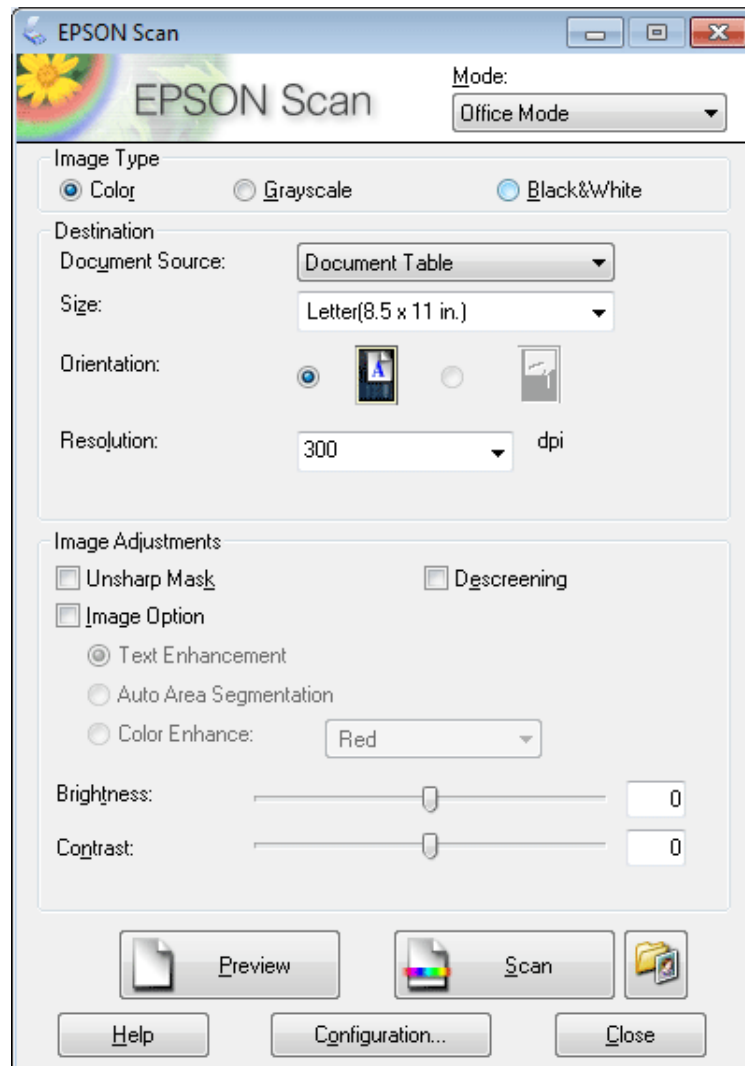 EPSON Scan
EPSON Scan
Mode:
Office Mode
Image Type
Color Grayscale Black&White
Destination
Document Source: Document Table
Size: Letter(8.5 x 11 in.)
Orientation: A
Resolution: 300 dpi
Image Adjustments
Unsharp Mask Descreening
Image Option
Text Enhancement
Auto Area Segmentation
Color Enhance: Red
Brightness: 0
Contrast: 0
Preview Scan
Help Configuration... Close